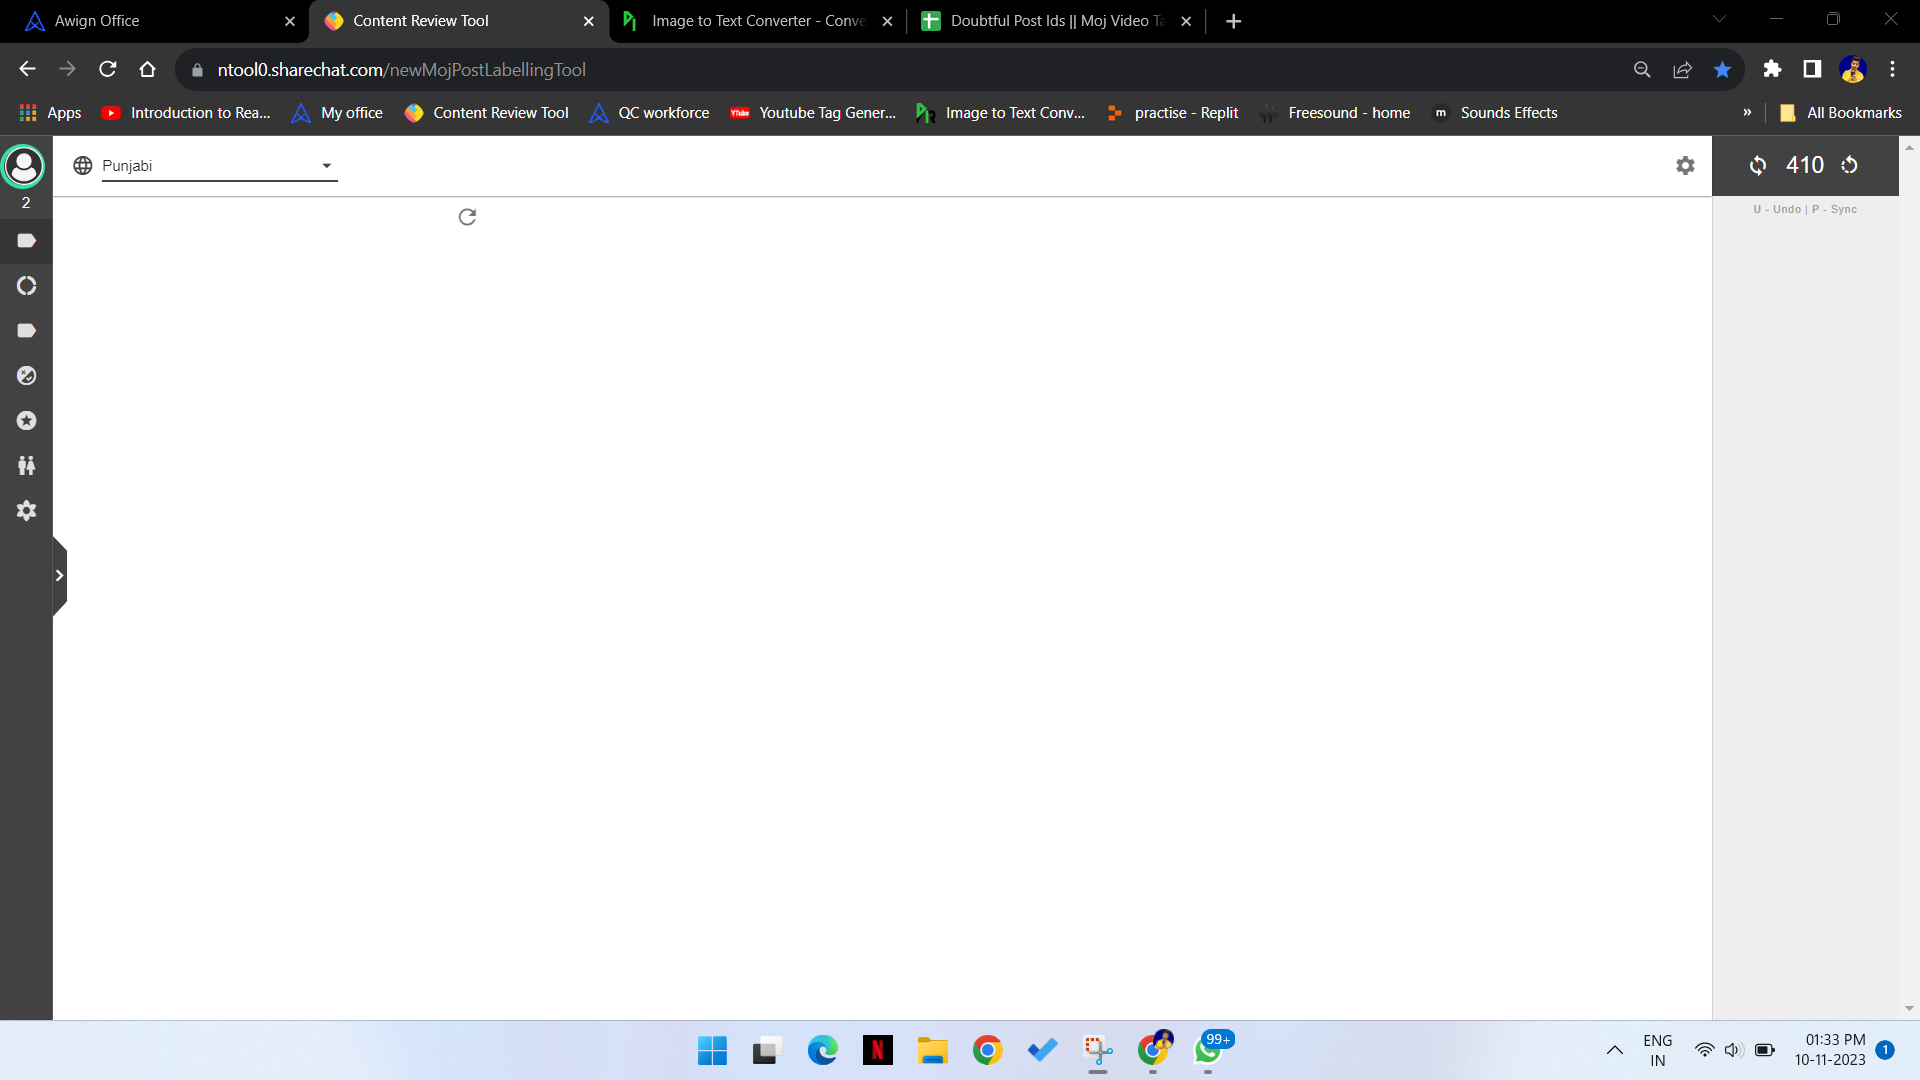 Awign Office
Content Review Tool
Image to Text Converter - Conve
Doubtful Post Ids || Moj Video Ta
ntool0.sharechat.com/newMojPostLabellingTool
Apps
Introduction to Rea...
My office
Content Review Tool
QC workforce
Youtube Tag Gener...
Image to Text Conv...
practise - Replit
Freesound - home
m
Sounds Effects
»
All Bookmarks
Punjabi
410
2
U - Undo | P - Sync
99+
ENG
IN
01:33 PM
10-11-2023
1